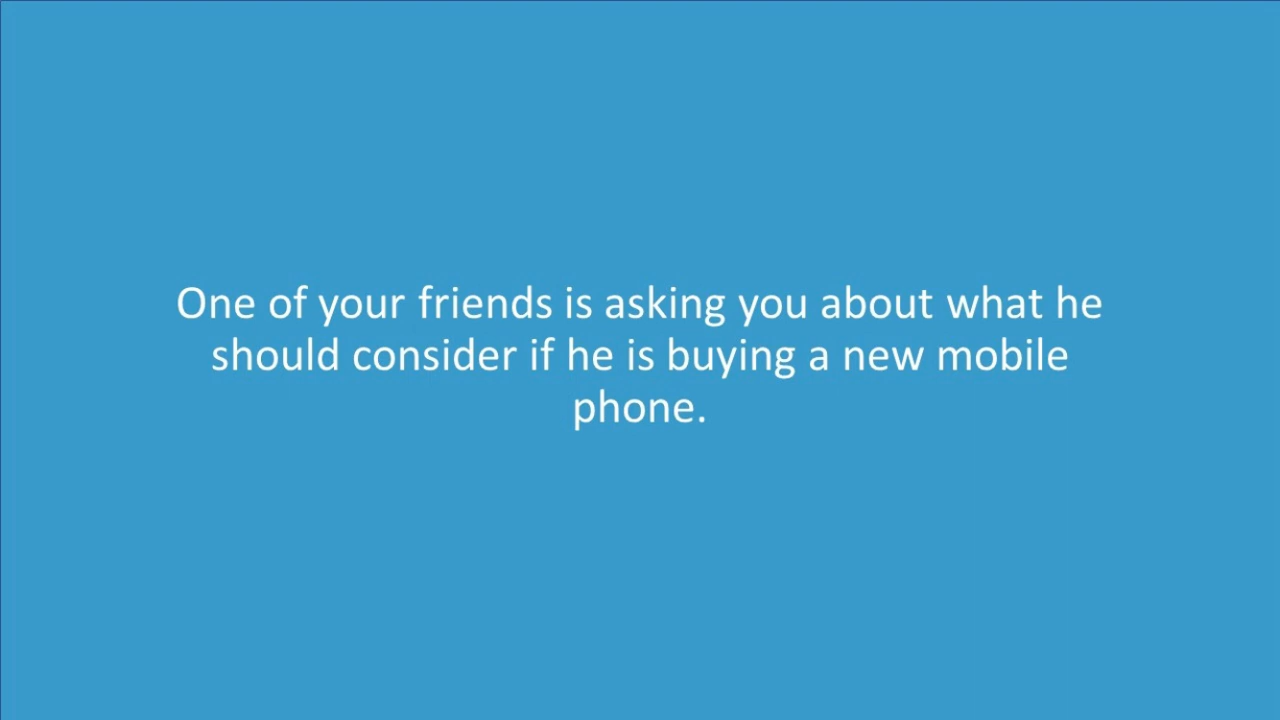 One of your friends is asking you about what he
should consider if he is buying a new mobile
phone.